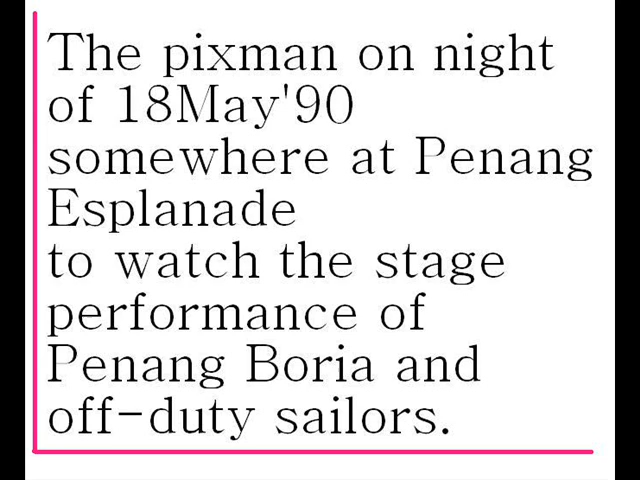 The pixman on night
of 18May'90
somewhere at Penang
Esplanade
to watch the stage
performance of
Penang Boria and
off-duty sailors.